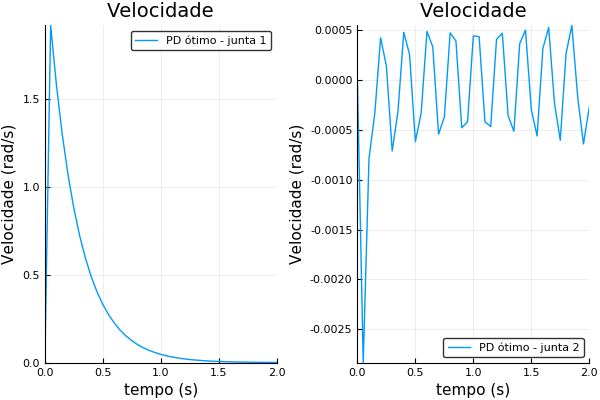 Velocidade
PD ótimo - junta 1
Velocidade (rad/s)
1.5
1.0
0.5
0.0
0.0 0.5 1.0 1.5 2.0
tempo (s)
Velocidade
Velocidade (rad/s)
0.0005
0.0000
-0.0005
-0.0010
-0.0015
-0.0020
-0.0025
PD ótimo - junta 2
0.0 0.5 1.0 1.5 2.0
tempo (s)